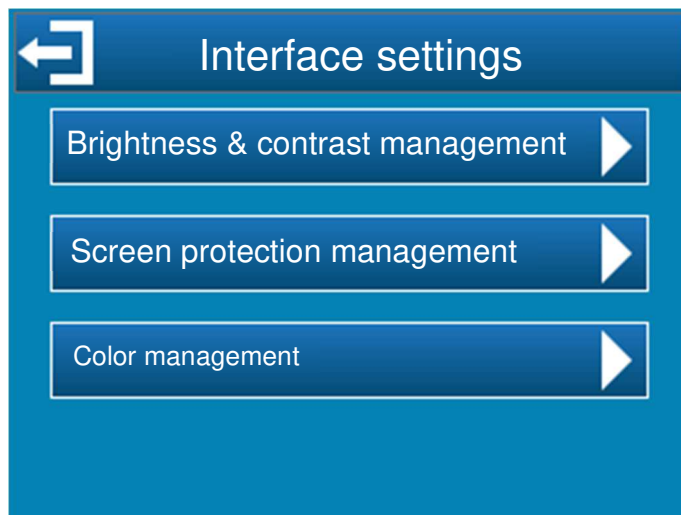 Interface settings
Brightness & contrast management
Screen protection management
Color management